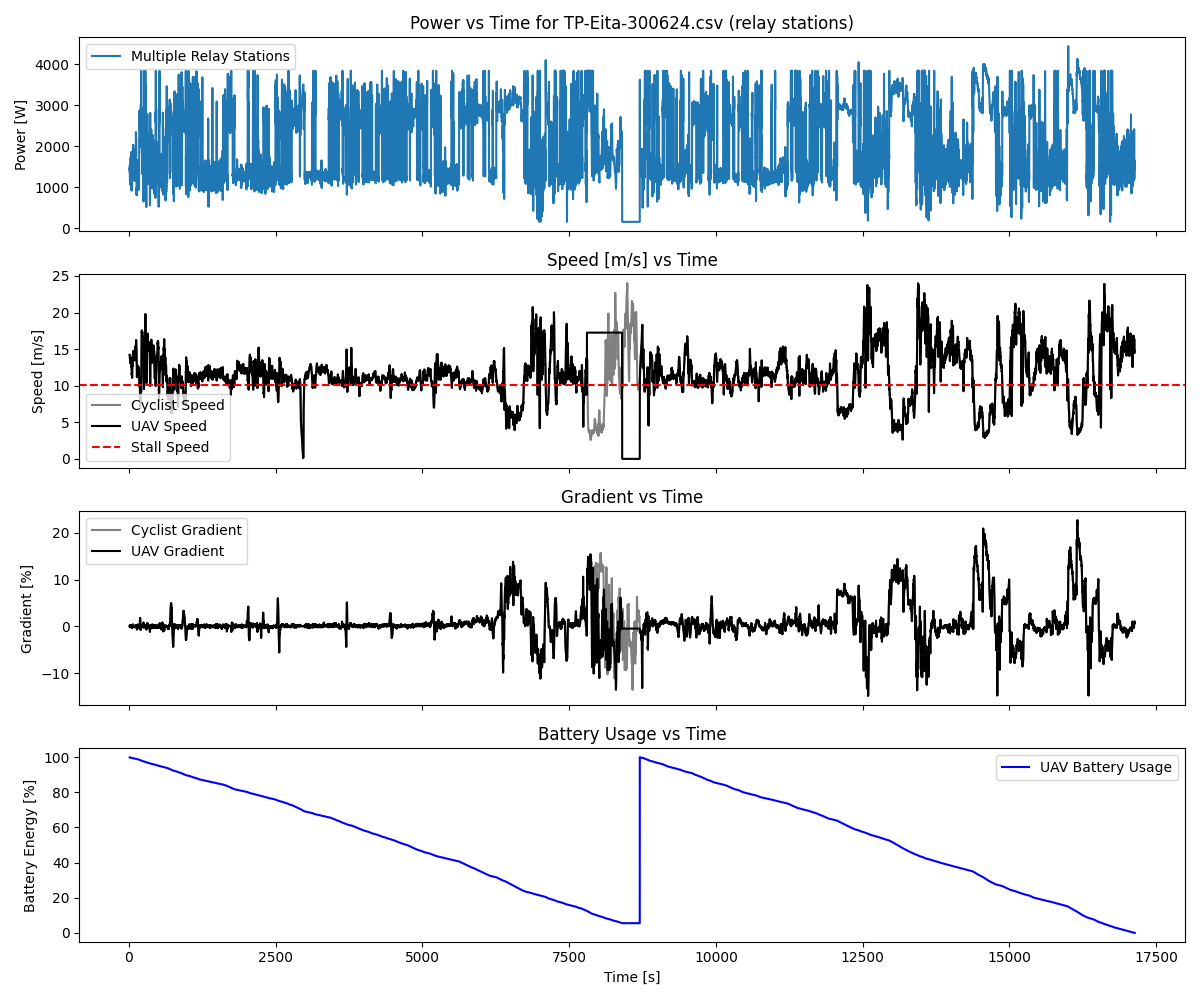 Power vs Time for TP-Eita-300624.csv (relay stations)
Multiple Relay Stations
Power [W]
4000
3000
2000
1000
0
Speed [m/s] vs Time
Speed [m/s]
25
20
15
10
5
0
Cyclist Speed
UAV Speed
Stall Speed
Gradient vs Time
Gradient [%]
20
10
0
−10
Cyclist Gradient
UAV Gradient
Battery Usage vs Time
Battery Energy [%]
100
80
60
40
20
0
UAV Battery Usage
0 2500 5000 7500 10000 12500 15000 17500
Time [s]